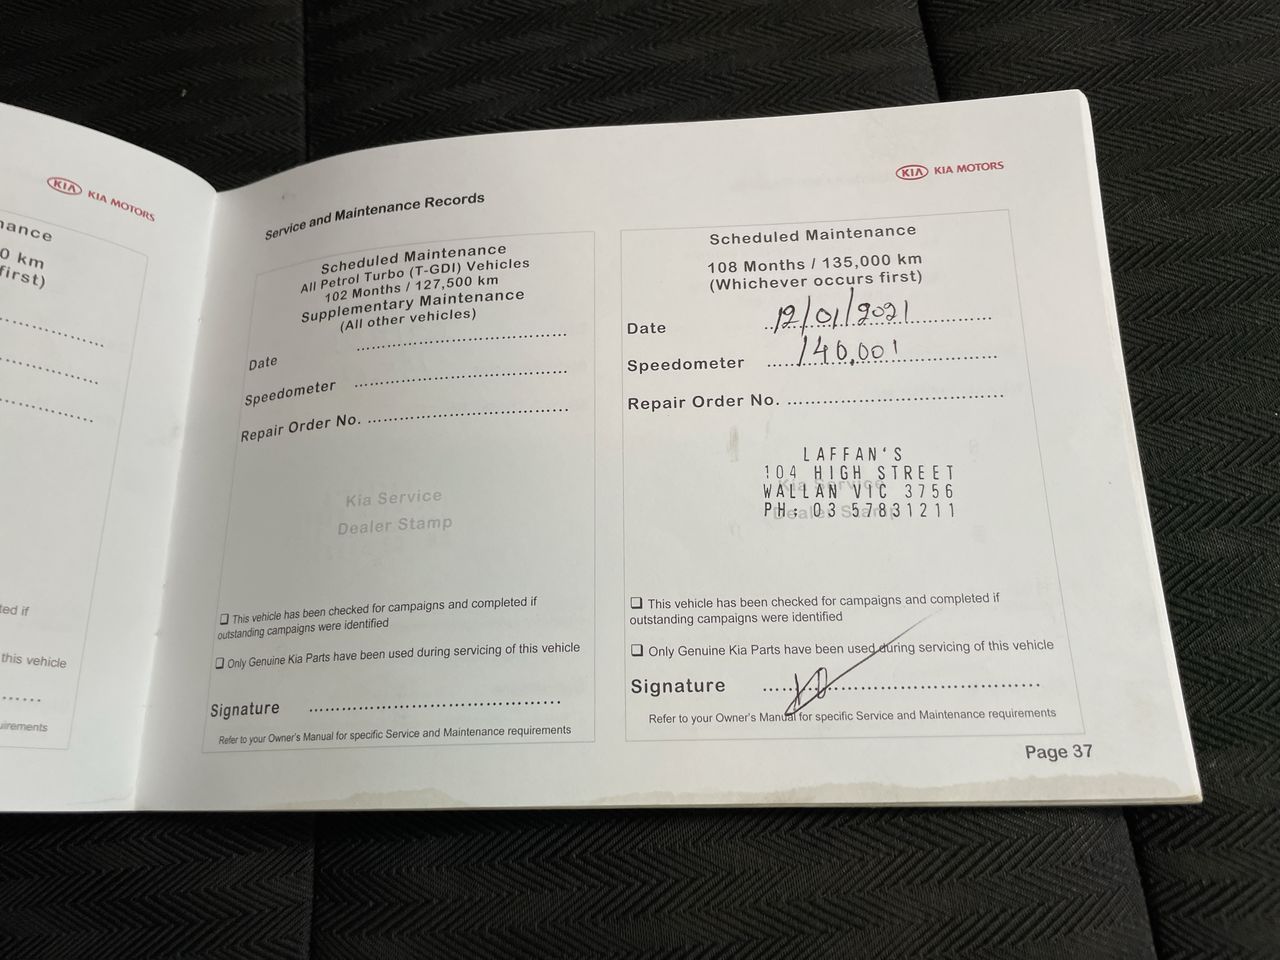 KIA KIA MOTORS
nance
0 km
first)
ted if
this vehicle
uirements
KIA KIA MOTORS
Service and Maintenance Records
Scheduled Maintenance
All Petrol Turbo (T-GDI) Vehicles
102 Months / 127,500 km
Supplementary Maintenance
(All other vehicles)
Date
Speedometer
Repair Order No.
Kia Service
Dealer Stamp
This vehicle has been checked for campaigns and completed if
outstanding campaigns were identified
Only Genuine Kia Parts have been used during servicing of this vehicle
Signature
Refer to your Owner's Manual for specific Service and Maintenance requirements
Scheduled Maintenance
108 Months / 135,000 km
(Whichever occurs first)
Date 12/01/2021
Speedometer 140,001
Repair Order No.
LAFFAN'S
104 HIGH STREET
Kia Service
WALLAN VIC 3756
Dealer Stamp
PH: 03 57831211
This vehicle has been checked for campaigns and completed if
outstanding campaigns were identified
Only Genuine Kia Parts have been used during servicing of this vehicle
Signature
Refer to your Owner's Manual for specific Service and Maintenance requirements
Page 37